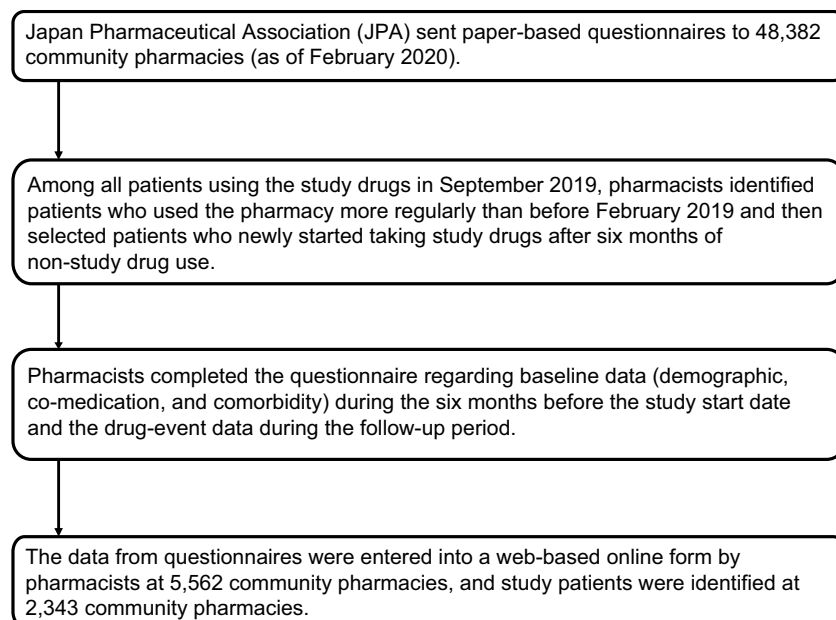 Japan Pharmaceutical Association (JPA) sent paper-based questionnaires to 48,382
community pharmacies (as of February 2020).
Among all patients using the study drugs in September 2019, pharmacists identified
patients who used the pharmacy more regularly than before February 2019 and then
selected patients who newly started taking study drugs after six months of
non-study drug use.
Pharmacists completed the questionnaire regarding baseline data (demographic,
co-medication, and comorbidity) during the six months before the study start date
and the drug-event data during the follow-up period.
The data from questionnaires were entered into a web-based online form by
pharmacists at 5,562 community pharmacies, and study patients were identified at
2,343 community pharmacies.